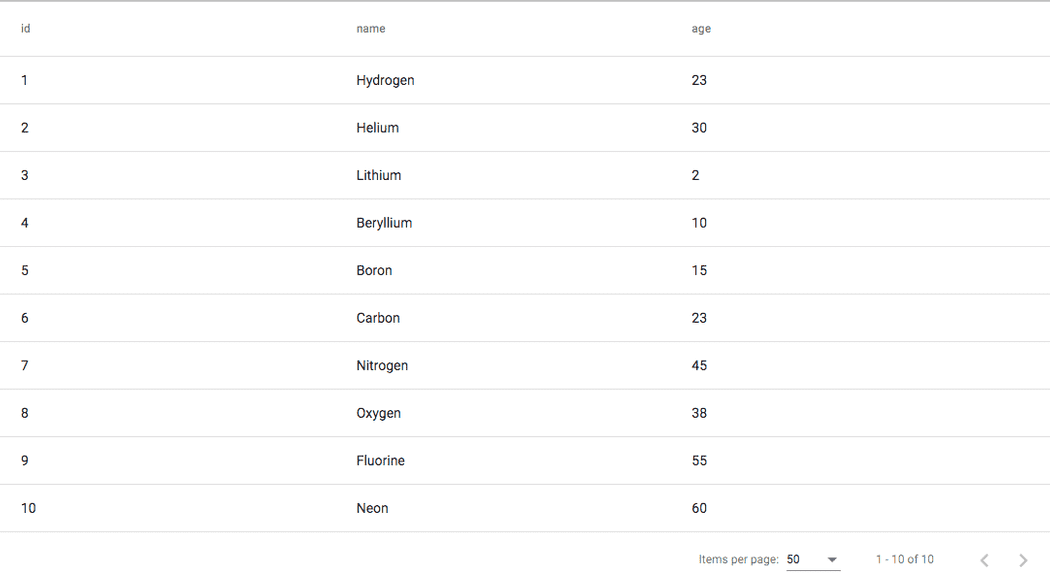 id name age
1 Hydrogen 23
2 Helium 30
3 Lithium 2
4 Beryllium 10
5 Boron 15
6 Carbon 23
7 Nitrogen 45
8 Oxygen 38
9 Fluorine 55
10 Neon 60
Items per page: 50 1 - 10 of 10